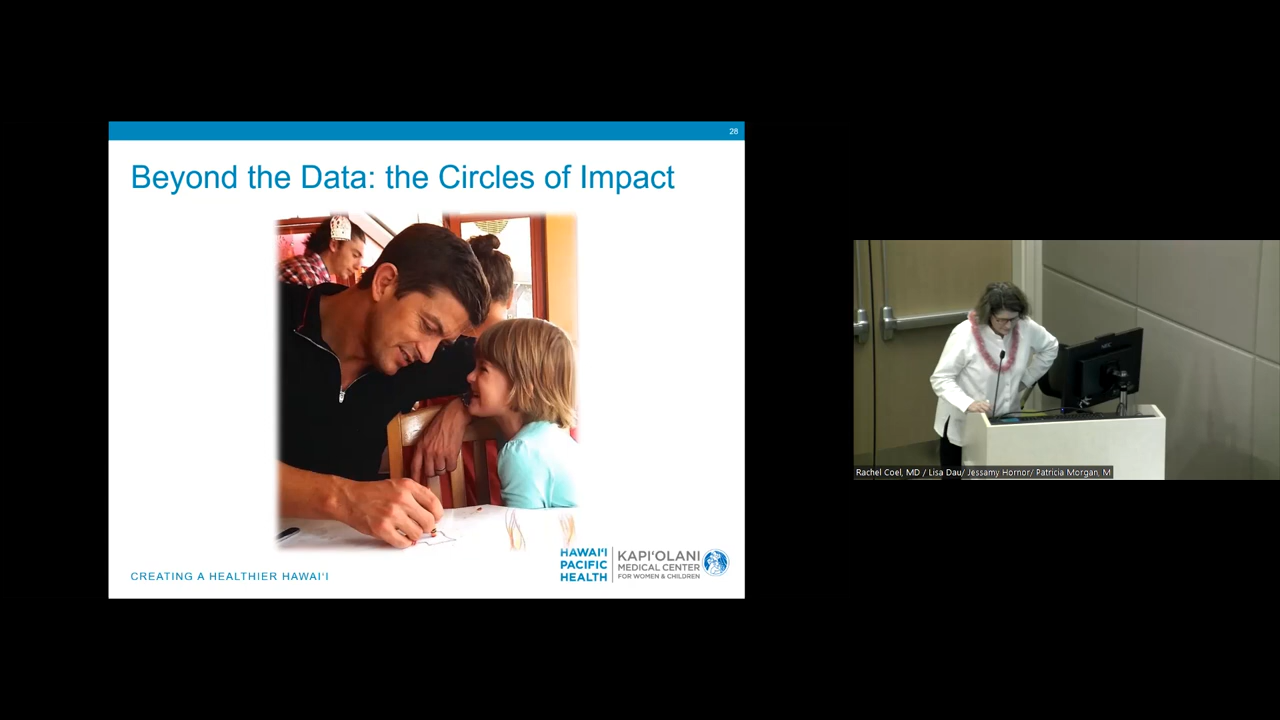 28
Beyond the Data: the Circles of Impact
HAWAI‘I
PACIFIC
HEALTH
KAPI‘OLANI
MEDICAL CENTER
FOR WOMEN & CHILDREN
CREATING A HEALTHIER HAWAI‘I
NEC
Rachel Coel, MD / Lisa Dau/ Jessamy Hornor/ Patricia Morgan, M